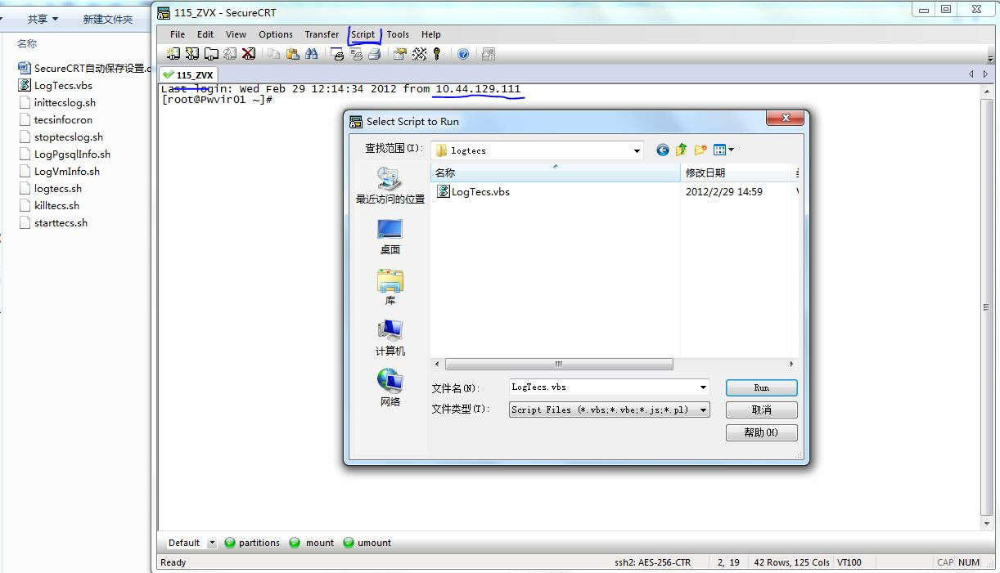 共享
新建文件夹
名称
SecureCRT自动保存设置.
LogTecs.vbs
inittecslog.sh
tecsinfocron
stoptecslog.sh
LogPgsqlInfo.sh
LogVmInfo.sh
logtecs.sh
killtecs.sh
starttecs.sh
115_ZVX - SecureCRT
File Edit View Options Transfer Script Tools Help
115_ZVX
Last login: Wed Feb 29 12:14:34 2012 from 10.44.129.111
[root@Pwvir01 ~]#
Select Script to Run
查找范围(I): logtecs
名称 修改日期
LogTecs.vbs 2012/2/29 14:59
最近访问的位置
桌面
库
计算机
网络
文件名(N): LogTecs.vbs Run
文件类型(T): Script Files (*.vbs;*.vbe;*.js;*.pl) 取消
帮助(H)
Default partitions mount umount
Ready ssh2: AES-256-CTR 2, 19 42 Rows, 125 Cols VT100 CAP NUM